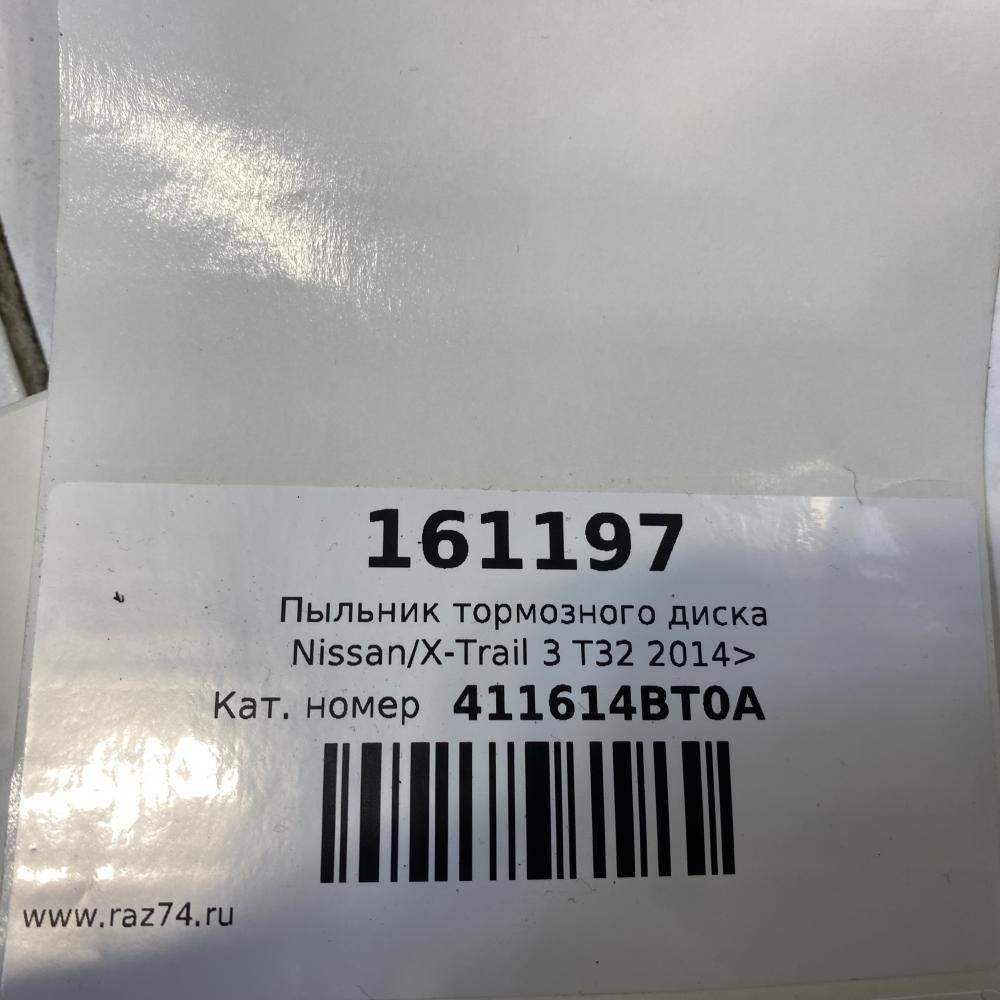 161197
Пыльник тормозного диска
Nissan/X-Trail 3 T32 2014>
Кат. номер 411614BT0A
www.raz74.ru